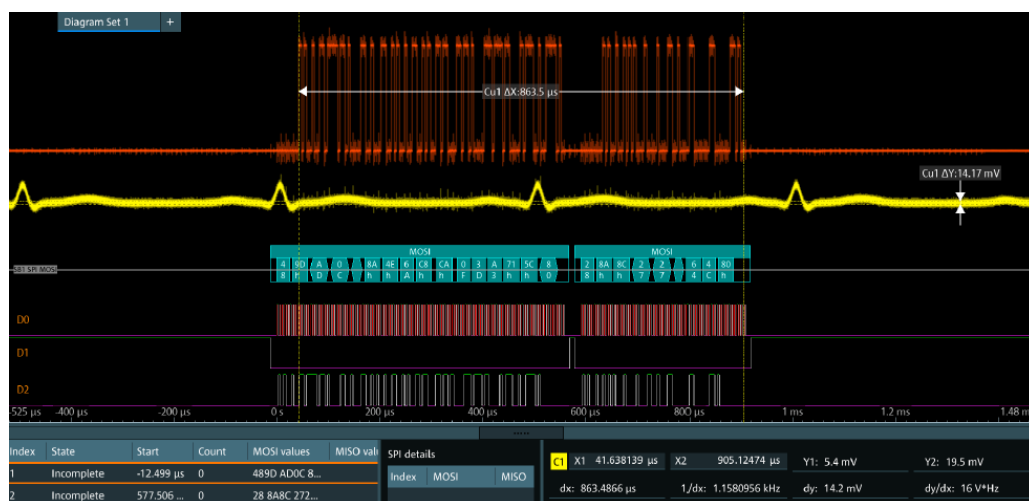 Diagram Set 1 +
Cu1 ΔX:863.5 µs
Cu1 ΔY:14.17 mV
MOSI MOSI
SB1 SPI MOSI
4 9D A 0 8A 4E 6 C8 CA 0 3 A 71 5C 8 2 8A 8C 2 2 6 4 80
8 h D C h h A h h F D 3 h h 0 8 h h 7 7 4 C h
D0
D1
D2
-525 µs -400 µs -200 µs 0 s 200 µs 400 µs 600 µs 800 µs 1 ms 1.2 ms 1.48 m
Index State Start Count MOSI values MISO val
1 Incomplete -12.499 µs 0 489D AD0C 8...
2 Incomplete 577.506 ... 0 28 8A8C 272...
SPI details
Index MOSI MISO
C1 X1 41.638139 µs X2 905.12474 µs Y1: 5.4 mV Y2: 19.5 mV
dx: 863.4866 µs 1/dx: 1.1580956 kHz dy: 14.2 mV dy/dx: 16 V*Hz